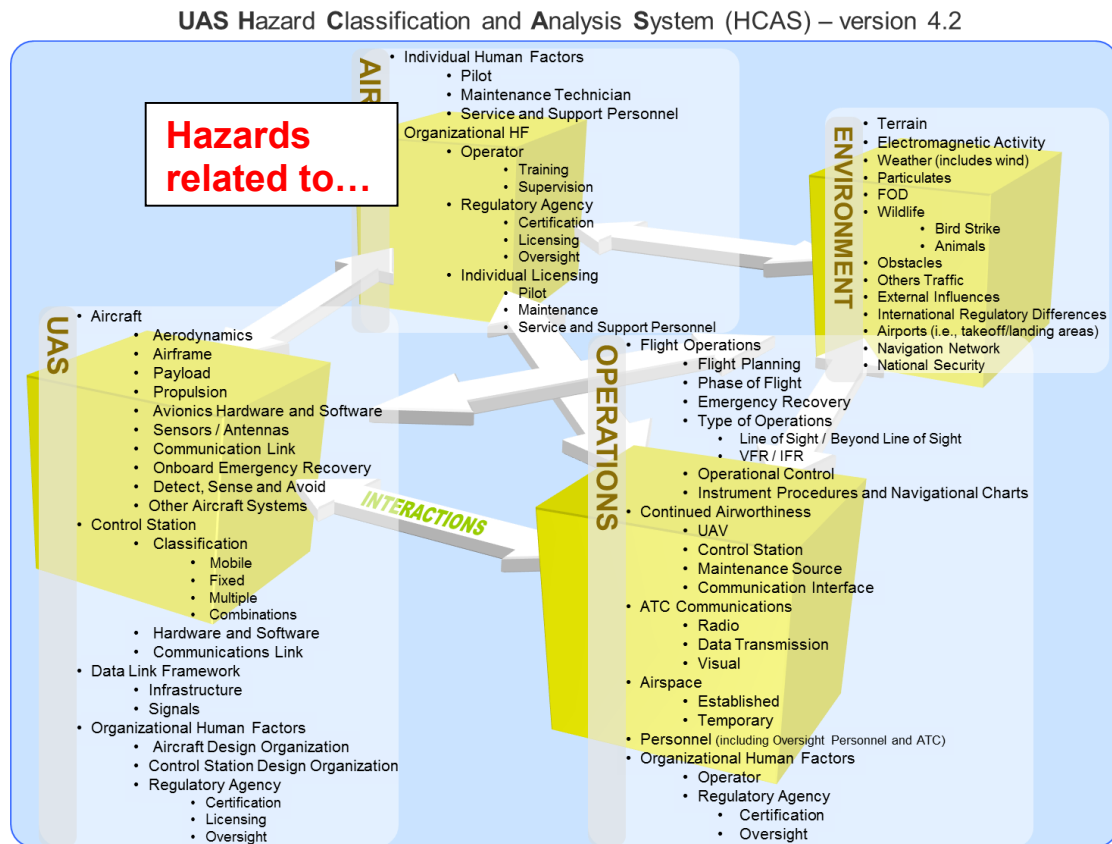 UAS Hazard Classification and Analysis System (HCAS) – version 4.2
Hazards
related to…
AIR
• Individual Human Factors
• Pilot
• Maintenance Technician
• Service and Support Personnel
Organizational HF
• Operator
• Training
• Supervision
• Regulatory Agency
• Certification
• Licensing
• Oversight
• Individual Licensing
• Pilot
• Maintenance
• Service and Support Personnel
ENVIRONMENT
• Terrain
• Electromagnetic Activity
• Weather (includes wind)
• Particulates
• FOD
• Wildlife
• Bird Strike
• Animals
• Obstacles
• Others Traffic
• External Influences
• International Regulatory Differences
• Airports (i.e., takeoff/landing areas)
• Navigation Network
• National Security
UAS
• Aircraft
• Aerodynamics
• Airframe
• Payload
• Propulsion
• Avionics Hardware and Software
• Sensors / Antennas
• Communication Link
• Onboard Emergency Recovery
• Detect, Sense and Avoid
• Other Aircraft Systems
• Control Station
• Classification
• Mobile
• Fixed
• Multiple
• Combinations
• Hardware and Software
• Communications Link
• Data Link Framework
• Infrastructure
• Signals
• Organizational Human Factors
• Aircraft Design Organization
• Control Station Design Organization
• Regulatory Agency
• Certification
• Licensing
• Oversight
INTERACTIONS
OPERATIONS
• Flight Operations
• Flight Planning
• Phase of Flight
• Emergency Recovery
• Type of Operations
• Line of Sight / Beyond Line of Sight
• VFR / IFR
• Operational Control
• Instrument Procedures and Navigational Charts
• Continued Airworthiness
• UAV
• Control Station
• Maintenance Source
• Communication Interface
• ATC Communications
• Radio
• Data Transmission
• Visual
• Airspace
• Established
• Temporary
• Personnel (including Oversight Personnel and ATC)
• Organizational Human Factors
• Operator
• Regulatory Agency
• Certification
• Oversight